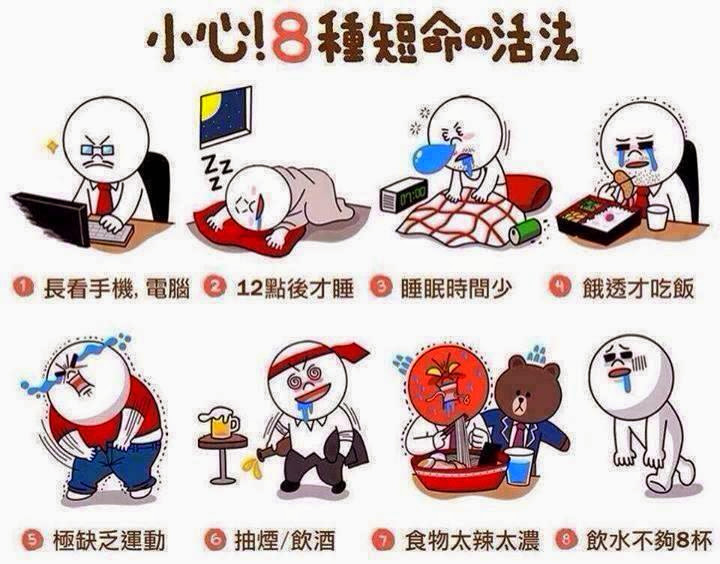 小心!8種短命の活法
ZZZZ
07:00
1 長看手機, 電腦
2 12點後才睡
3 睡眠時間少
4 餓透才吃飯
5 極缺乏運動
6 抽煙/飲酒
7 食物太辣太濃
8 飲水不夠8杯